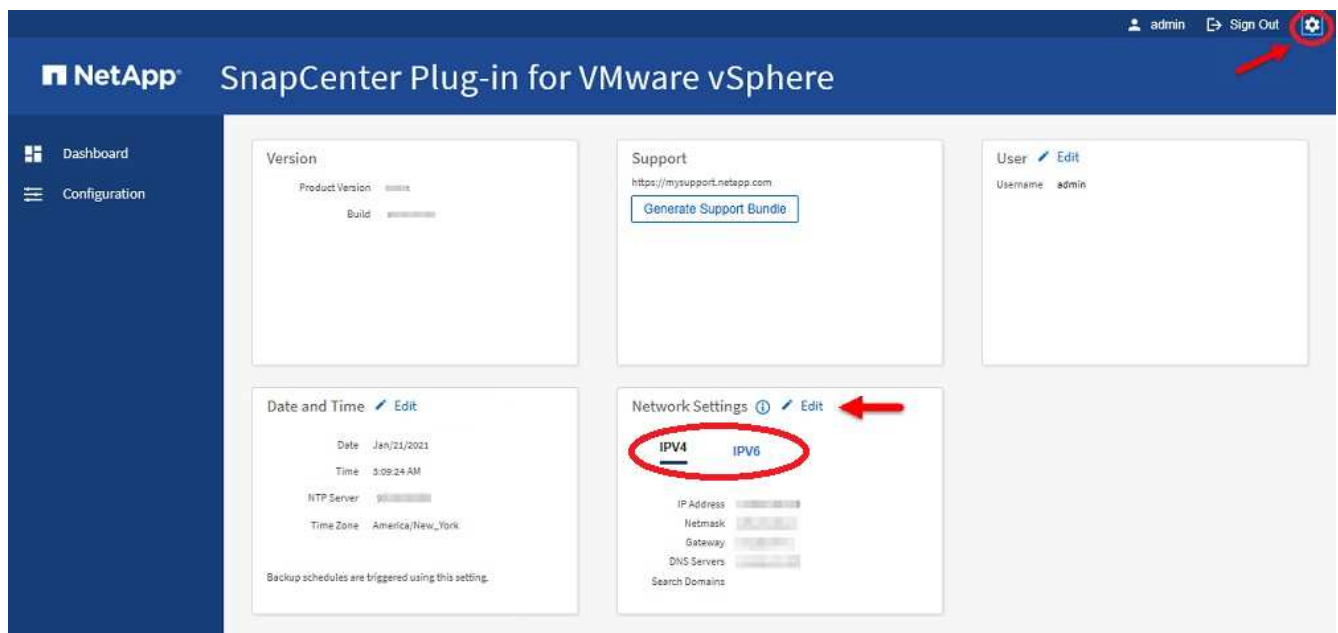 admin Sign Out
NetApp SnapCenter Plug-in for VMware vSphere
Dashboard
Configuration
Version
Product Version
Build
Support
https://mysupport.netapp.com
Generate Support Bundle
User Edit
Username admin
Date and Time Edit
Date Jan/21/2021
Time 3:09:24 AM
NTP Server
Time Zone America/New_York
Backup schedules are triggered using this setting.
Network Settings Edit
IPV4 IPV6
IP Address
Netmask
Gateway
DNS Servers
Search Domains